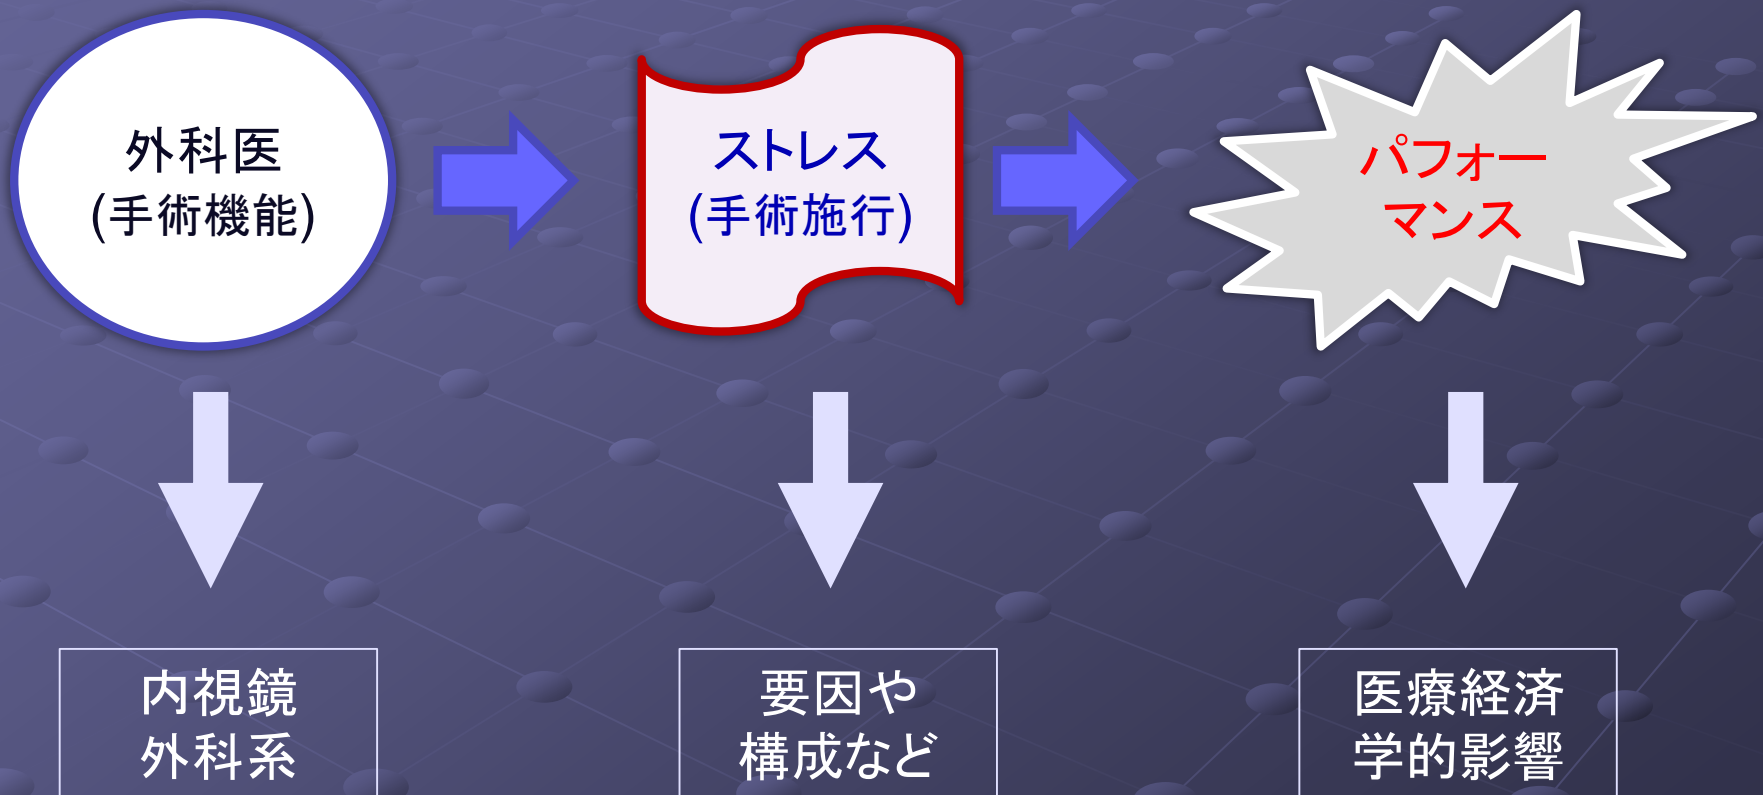 外科医
(手術機能)
ストレス
(手術施行)
パフォー
マンス
内視鏡
外科系
要因や
構成など
医療経済
学的影響